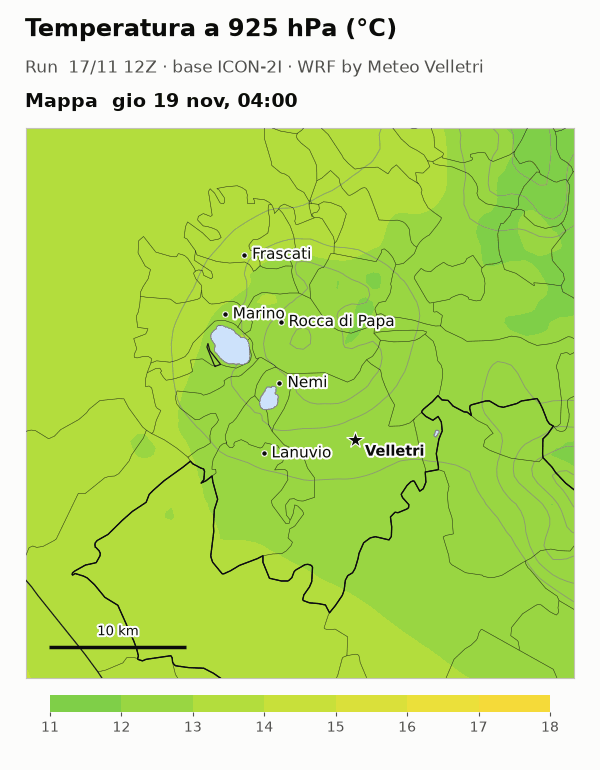 Temperatura a 925 hPa (°C)
Run  17/11 12Z · base ICON-2I · WRF by Meteo Velletri
Mappa  gio 19 nov, 04:00
Frascati
Marino
Rocca di Papa
Nemi
Velletri
Lanuvio
10 km
11 12 13 14 15 16 17 18